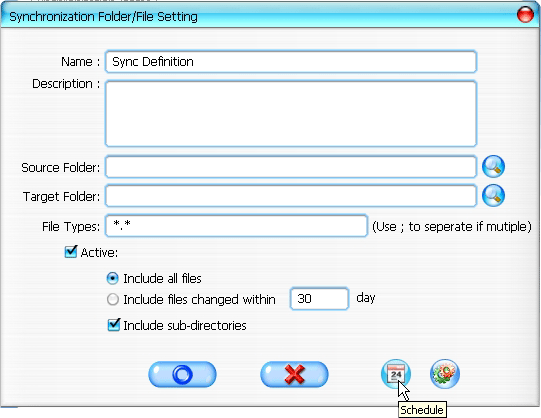 Synchronization Folder/File Setting
Name : Sync Definition
Description :
Source Folder:
Target Folder:
File Types: *.* (Use ; to seperate if mutiple)
Active:
Include all files
Include files changed within 30 day
Include sub-directories
24
Schedule